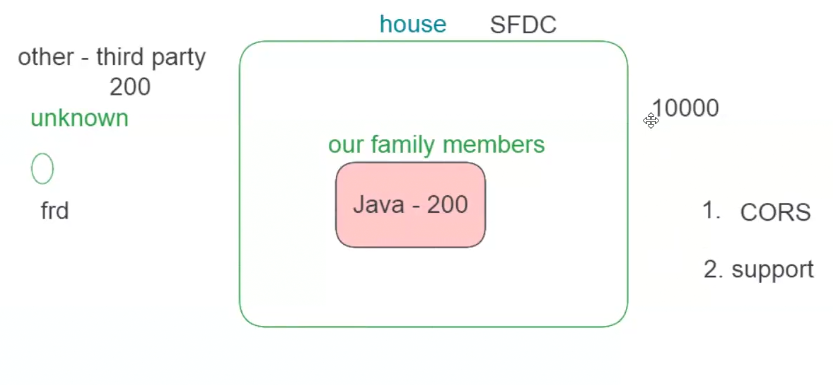 house SFDC
other - third party
200
unknown
10000
our family members
frd
Java - 200
1. CORS
2. support